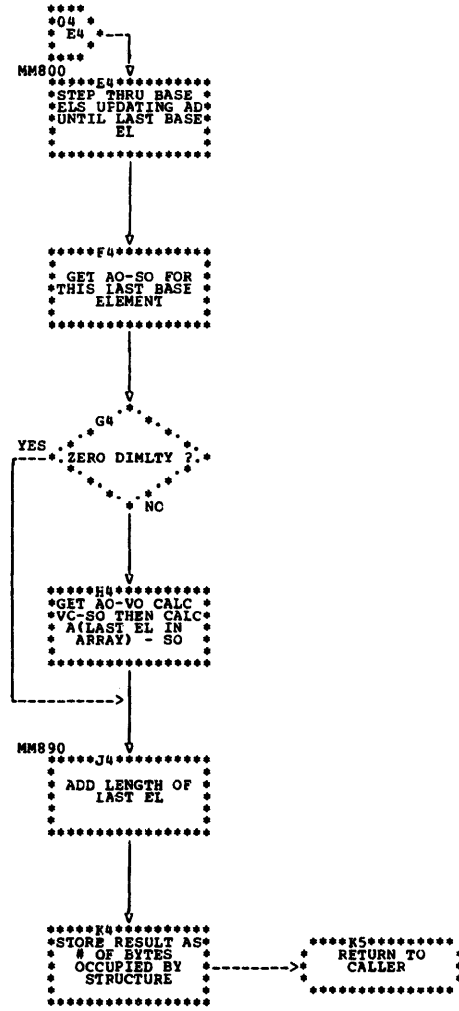 04
E4
MM800
E4
STEP THRU BASE
ELS UPDATING AD
UNTIL LAST BASE
EL
F4
GET AO-SO FOR
THIS LAST BASE
ELEMENT
G4
YES
ZERO DIMLTY ?
NO
H4
GET AO-VO CALC
VO-SO THEN CALC
A(LAST EL IN
ARRAY) - SO
MM890
J4
ADD LENGTH OF
LAST EL
K4
STORE RESULT AS
# OF BYTES
OCCUPIED BY
STRUCTURE
K5
RETURN TO
CALLER